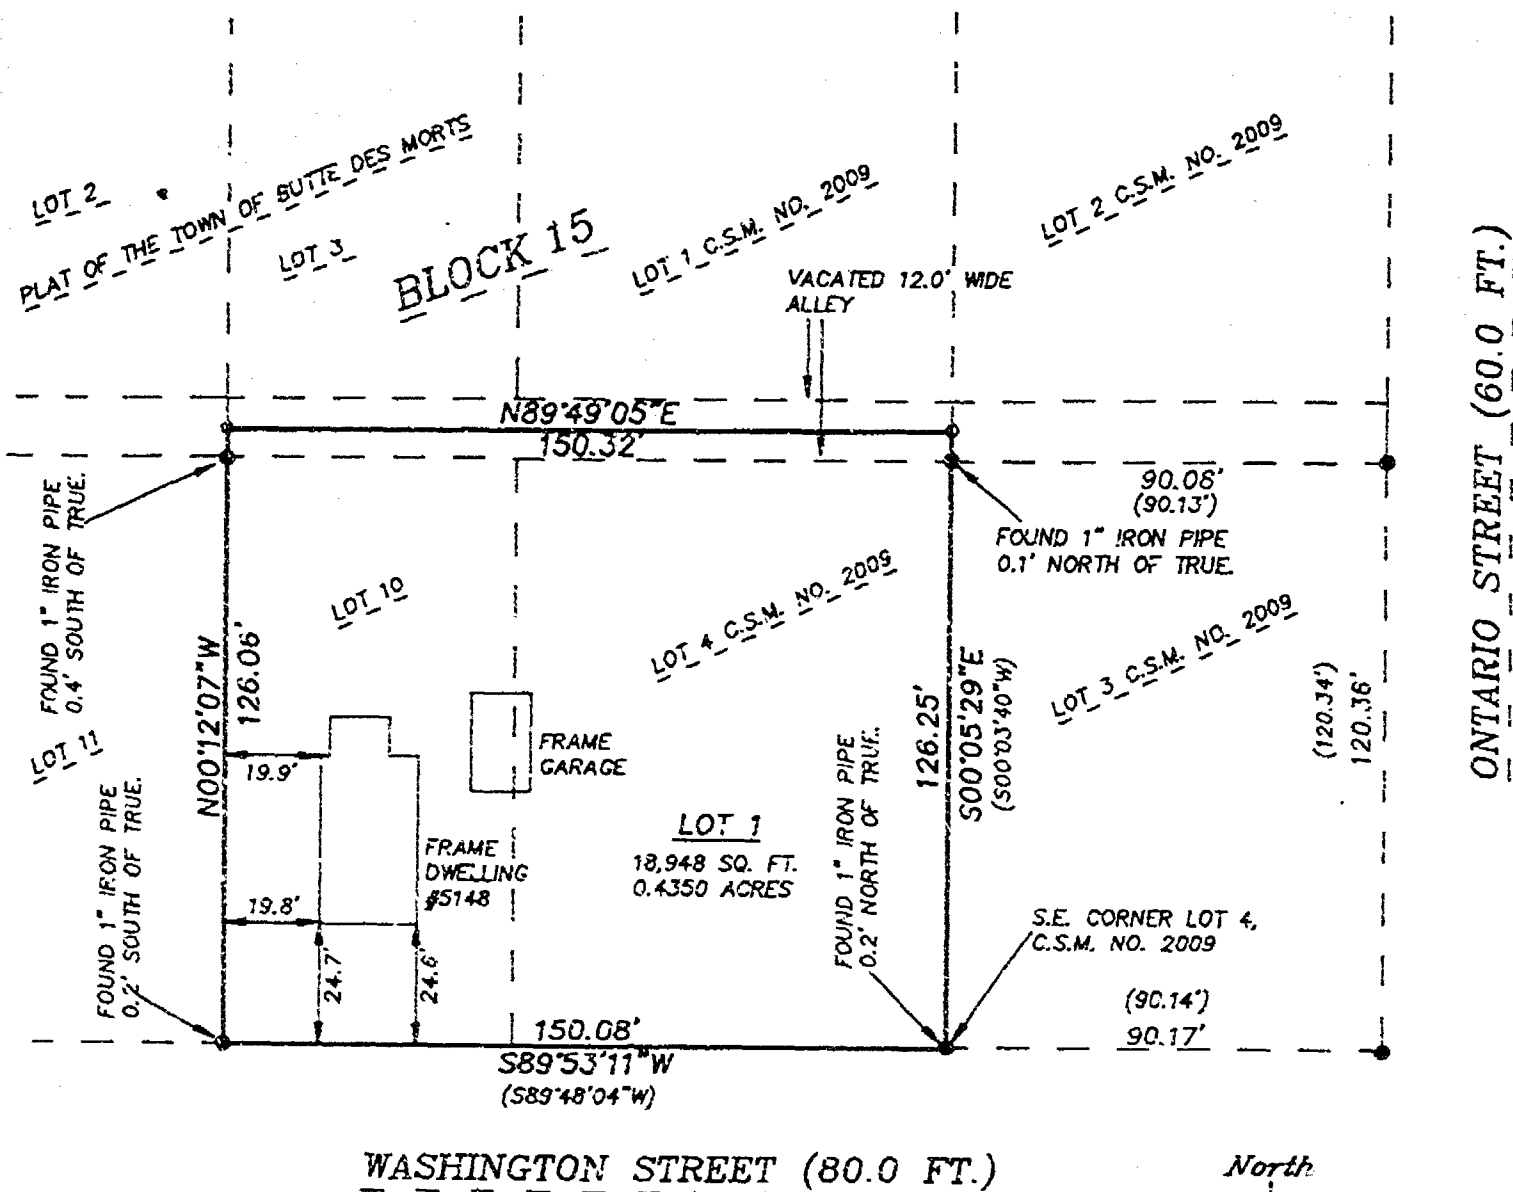 LOT 2
PLAT OF THE TOWN OF BUTTE DES MORTS
LOT 3
BLOCK 15
LOT 1 C.S.M. NO. 2009
LOT 2 C.S.M. NO. 2009
VACATED 12.0' WIDE
ALLEY
ONTARIO STREET (60.0 FT.)
N89°49'05"E
150.32'
90.08'
(90.13')
FOUND 1" IRON PIPE
0.4' SOUTH OF TRUE.
FOUND 1" IRON PIPE
0.1' NORTH OF TRUE.
LOT 10
LOT 4 C.S.M. NO. 2009
LOT 3 C.S.M. NO. 2009
N00°12'07"W
126.06'
126.25'
S00°05'29"E
(S00°03'40"W)
(120.34')
120.36'
LOT 11
19.9'
FRAME
GARAGE
FOUND 1" IRON PIPE
0.2' SOUTH OF TRUE.
FRAME
DWELLING
#5148
LOT 1
18,948 SQ. FT.
0.4350 ACRES
FOUND 1" IRON PIPE
0.2' NORTH OF TRUE.
19.8'
24.7'
24.6'
S.E. CORNER LOT 4,
C.S.M. NO. 2009
(90.14')
90.17'
150.08'
S89°53'11"W
(S89°48'04"W)
WASHINGTON STREET (80.0 FT.)
North